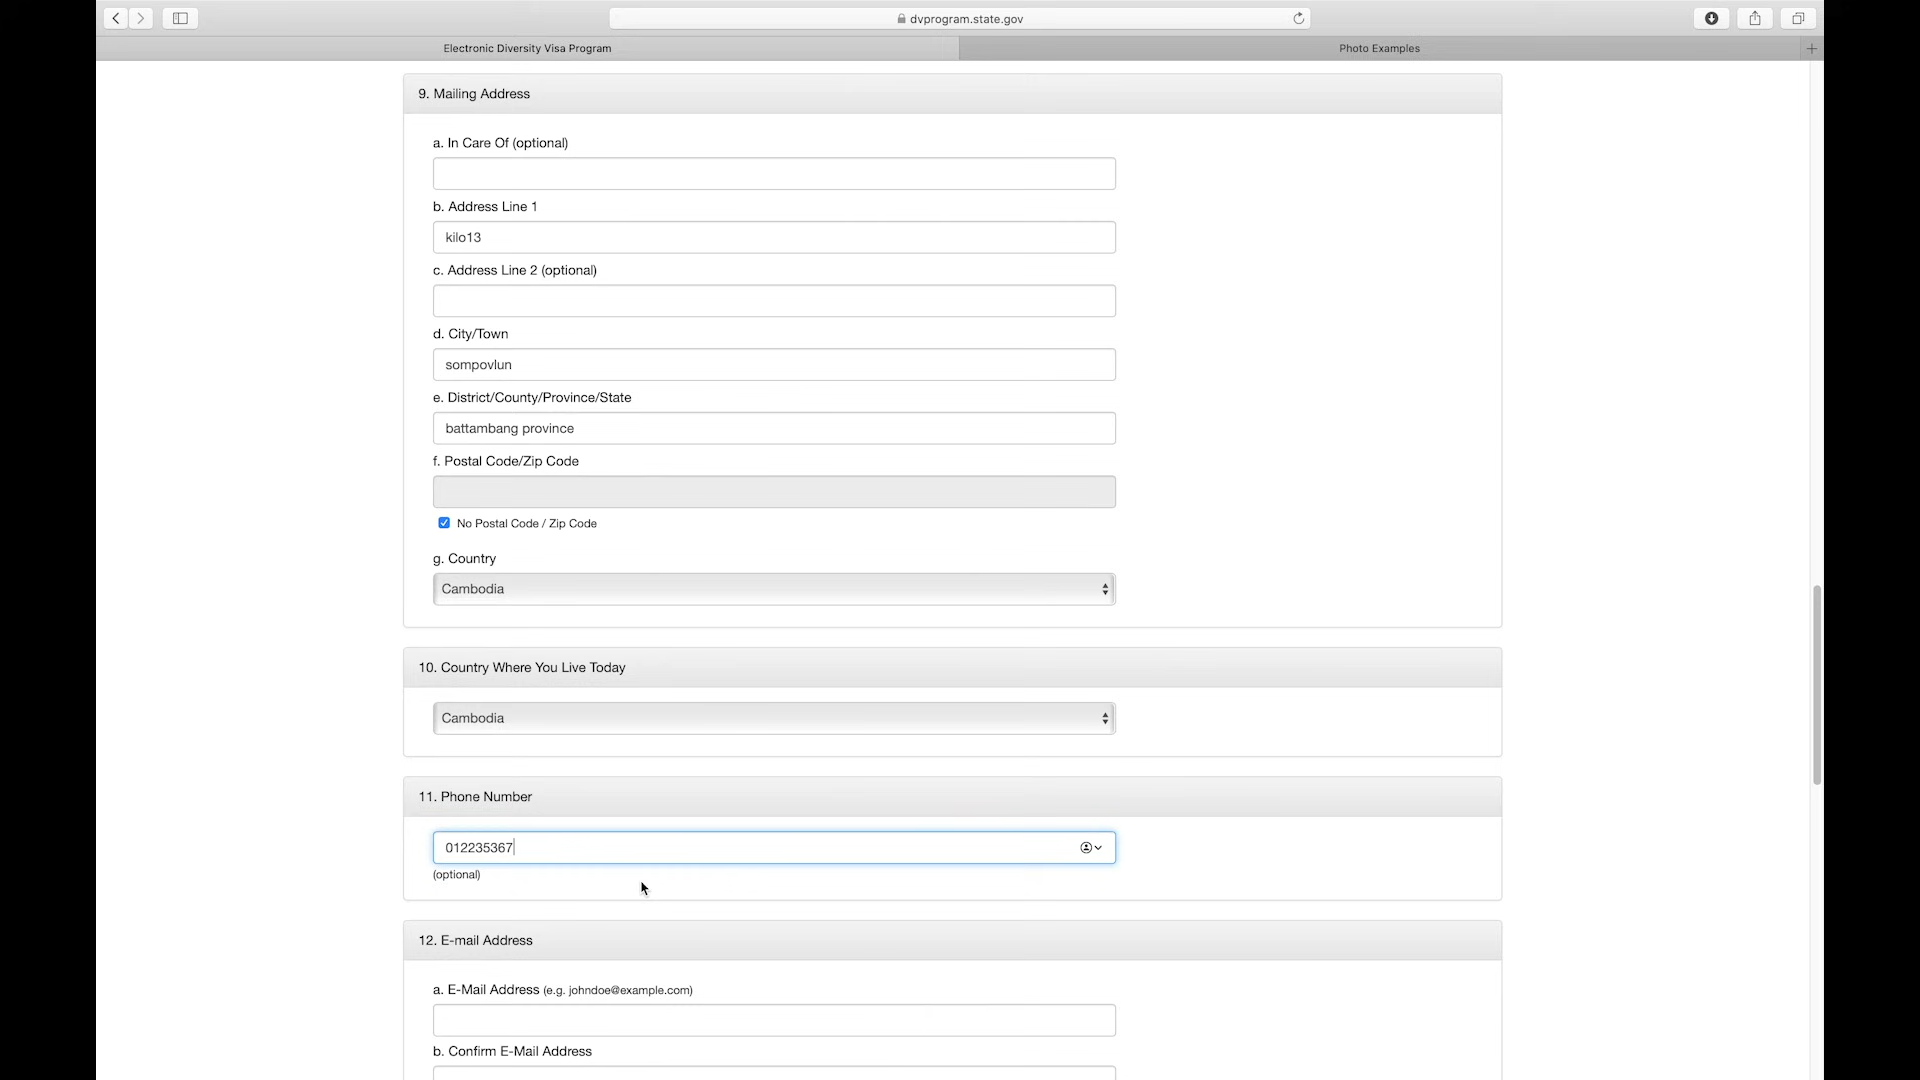 dvprogram.state.gov
Electronic Diversity Visa Program
Photo Examples
9. Mailing Address
a. In Care Of (optional)
b. Address Line 1
kilo13
c. Address Line 2 (optional)
d. City/Town
sompovlun
e. District/County/Province/State
battambang province
f. Postal Code/Zip Code
No Postal Code / Zip Code
g. Country
Cambodia
10. Country Where You Live Today
Cambodia
11. Phone Number
012235367
(optional)
12. E-mail Address
a. E-Mail Address (e.g. johndoe@example.com)
b. Confirm E-Mail Address